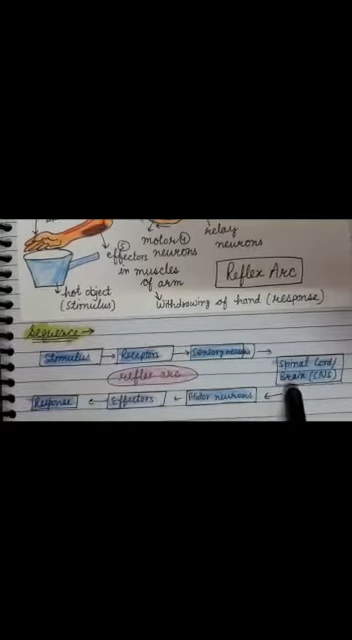 relay
neurons
motor ④
neurons
⑤
effectors
in muscles
of arm
Reflex Arc
hot object
(stimulus)
Withdrawing of hand (response)
Sequence →
Stimulus → Receptors → Sensory neurons →
Spinal Cord/
Brain (CNS)
reflex arc
Response ← Effectors ← Motor neurons ←